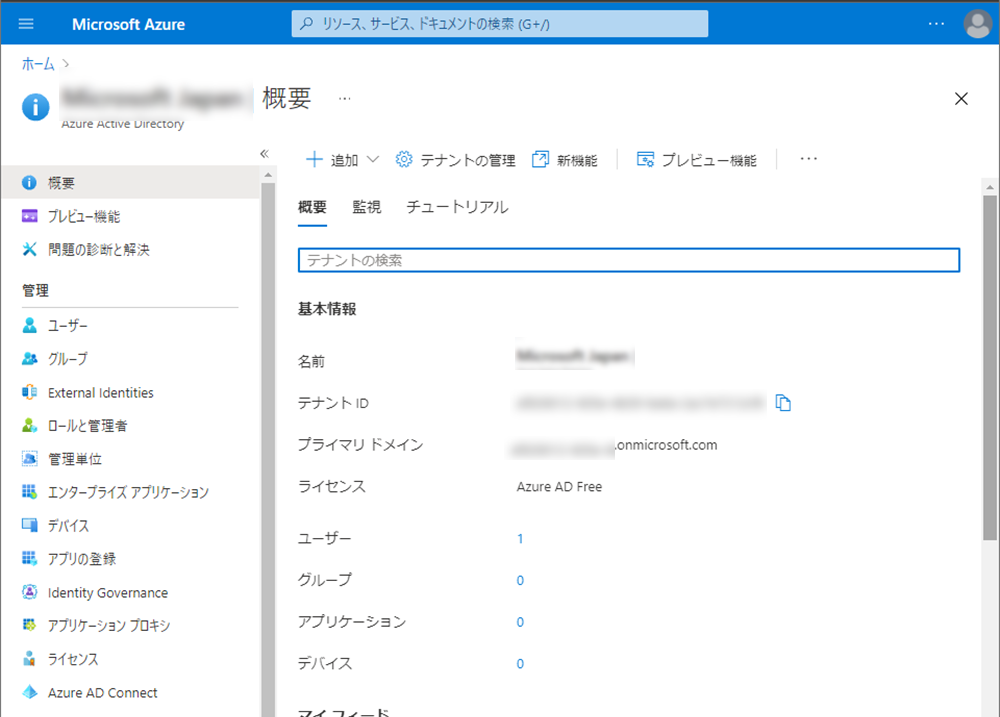 Microsoft Azure
リソース、サービス、ドキュメントの検索 (G+/)
ホーム
概要
Azure Active Directory
概要
プレビュー機能
問題の診断と解決
管理
ユーザー
グループ
External Identities
ロールと管理者
管理単位
エンタープライズ アプリケーション
デバイス
アプリの登録
Identity Governance
アプリケーション プロキシ
ライセンス
Azure AD Connect
追加 テナントの管理 新機能 プレビュー機能
概要 監視 チュートリアル
テナントの検索
基本情報
名前
テナント ID
プライマリ ドメイン .onmicrosoft.com
ライセンス Azure AD Free
ユーザー 1
グループ 0
アプリケーション 0
デバイス 0
マイ フィード